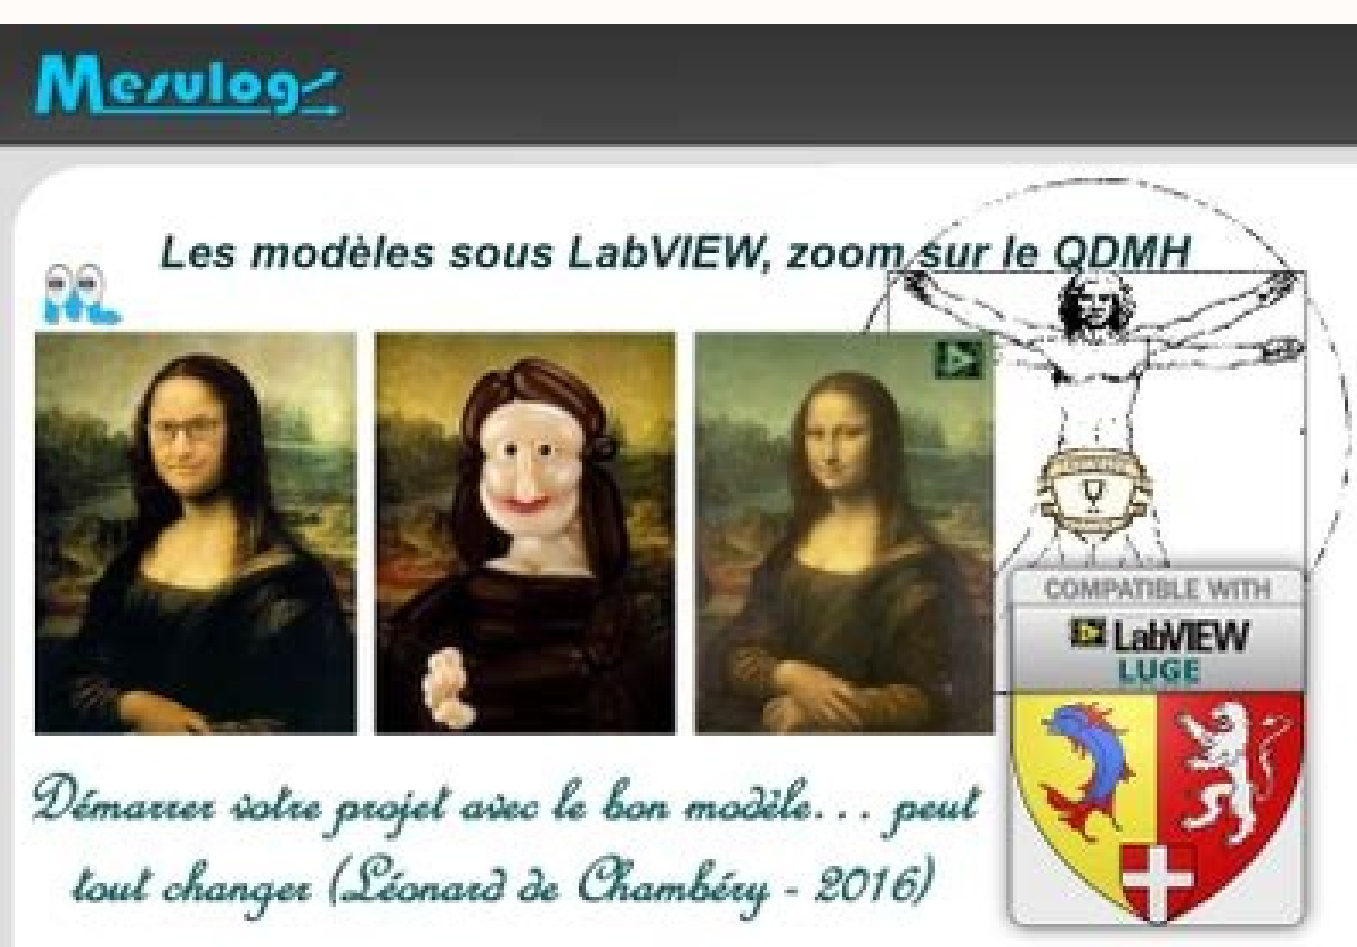 Mesulog
Les modèles sous LabVIEW, zoom sur le QDMH
COMPATIBLE WITH
LabVIEW
LUGE
Démarrer votre projet avec le bon modèle... peut
tout changer (Léonard de Chambéry - 2016)